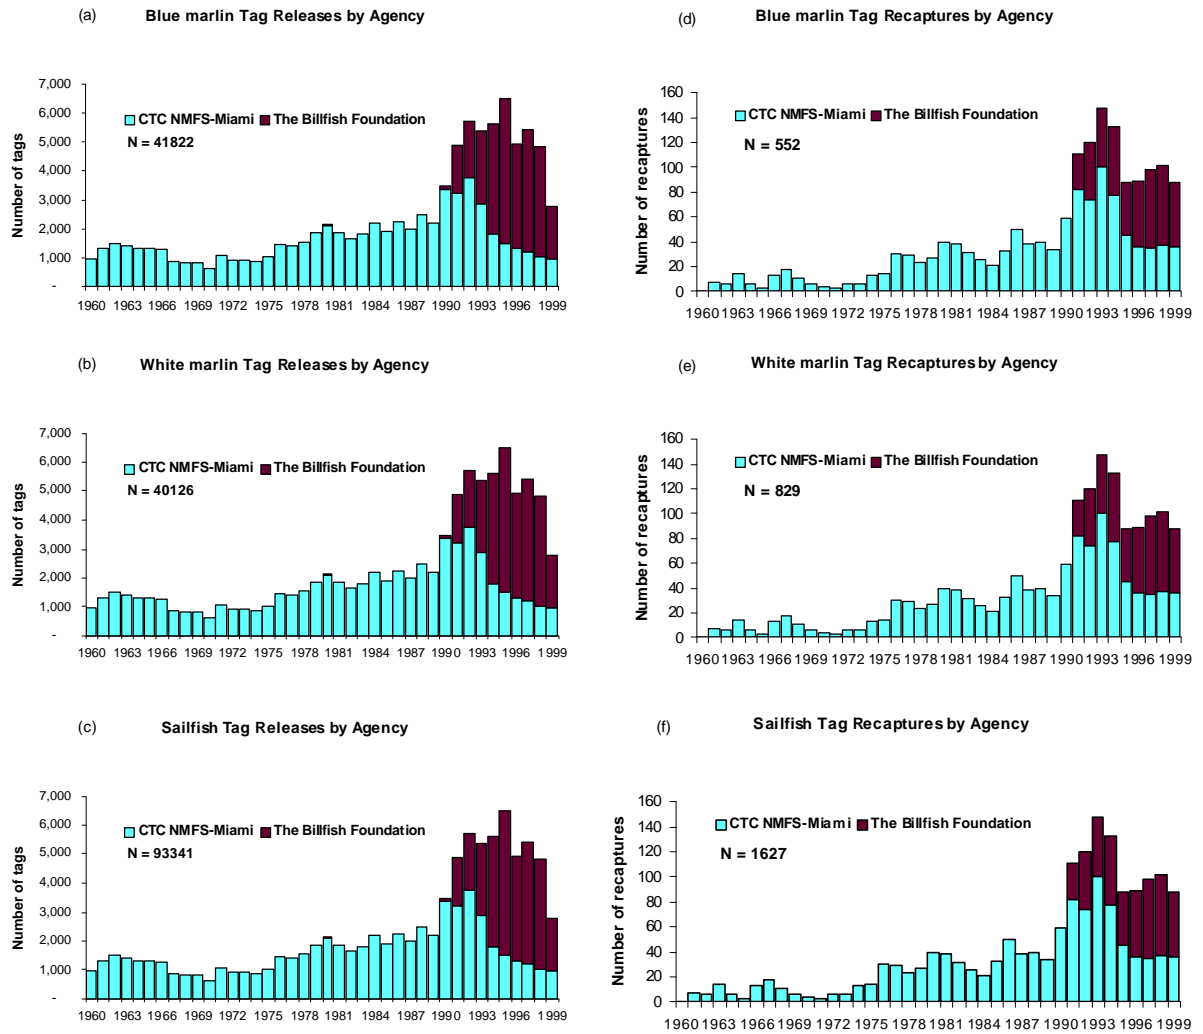 (a)
Blue marlin Tag Releases by Agency
7,000
6,000
5,000
4,000
3,000
2,000
1,000
-
Number of tags
CTC NMFS-Miami The Billfish Foundation
N = 41822
1960 1963 1966 1969 1972 1975 1978 1981 1984 1987 1990 1993 1996 1999
(d)
Blue marlin Tag Recaptures by Agency
160
140
120
100
80
60
40
20
0
Number of recaptures
CTC NMFS-Miami The Billfish Foundation
N = 552
1960 1963 1966 1969 1972 1975 1978 1981 1984 1987 1990 1993 1996 1999
(b)
White marlin Tag Releases by Agency
7,000
6,000
5,000
4,000
3,000
2,000
1,000
-
Number of tags
CTC NMFS-Miami The Billfish Foundation
N = 40126
1960 1963 1966 1969 1972 1975 1978 1981 1984 1987 1990 1993 1996 1999
(e)
White marlin Tag Recaptures by Agency
160
140
120
100
80
60
40
20
0
Number of recaptures
CTC NMFS-Miami The Billfish Foundation
N = 829
1960 1963 1966 1969 1972 1975 1978 1981 1984 1987 1990 1993 1996 1999
(c)
Sailfish Tag Releases by Agency
7,000
6,000
5,000
4,000
3,000
2,000
1,000
-
Number of tags
CTC NMFS-Miami The Billfish Foundation
N = 93341
1960 1963 1966 1969 1972 1975 1978 1981 1984 1987 1990 1993 1996 1999
(f)
Sailfish Tag Recaptures by Agency
160
140
120
100
80
60
40
20
0
Number of recaptures
CTC NMFS-Miami The Billfish Foundation
N = 1627
1960 1963 1966 1969 1972 1975 1978 1981 1984 1987 1990 1993 1996 1999